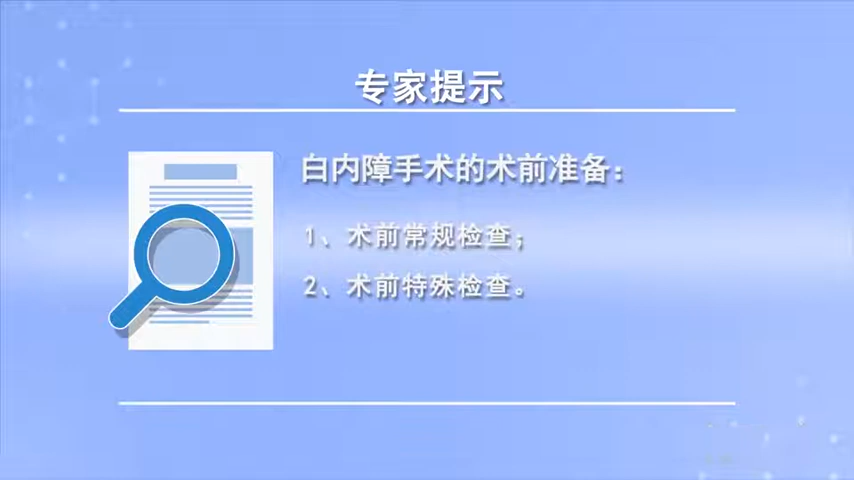 专家提示
白内障手术的术前准备：
1、术前常规检查；
2、术前特殊检查。